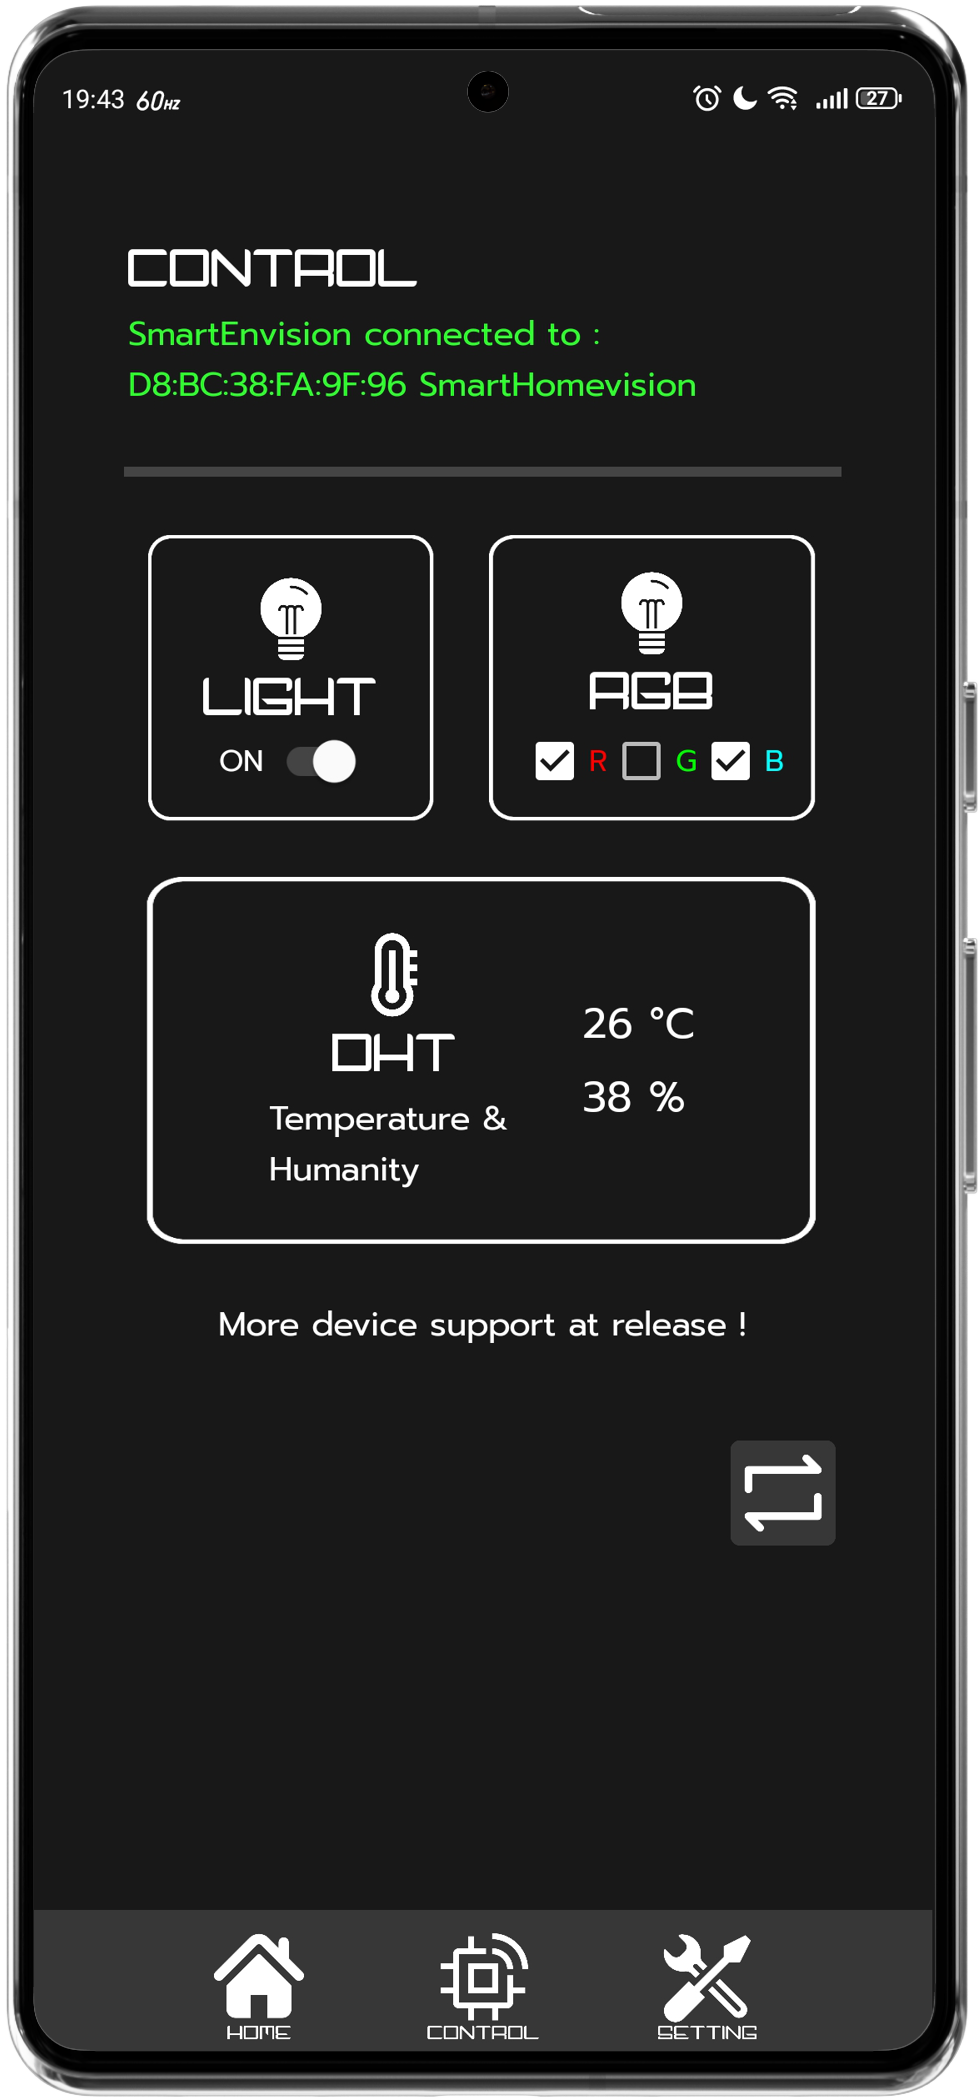 19:43 60HZ
27
CONTROL
SmartEnvision connected to :
D8:BC:38:FA:9F:96 SmartHomevision
LIGHT
ON
RGB
R G B
DHT
Temperature &
Humanity
26 °C
38 %
More device support at release !
HOME
CONTROL
SETTING